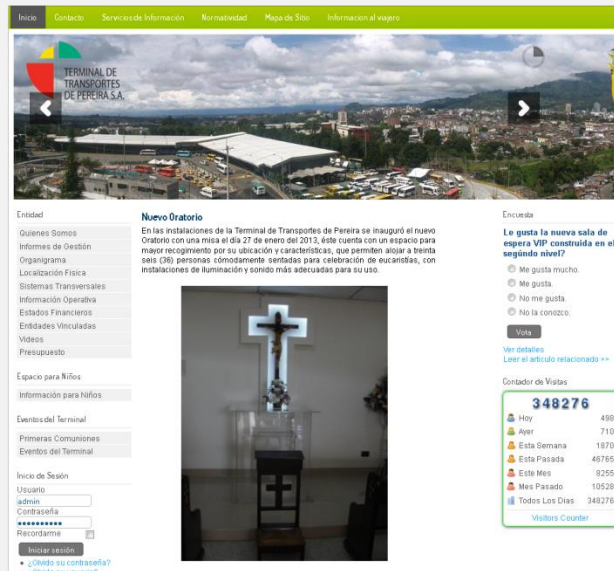 Inicio Contacto Servicios de Información Normatividad Mapa de Sitio Informacion al viajero
TERMINAL DE
TRANSPORTES
DE PEREIRA S.A.
Entidad
Quienes Somos
Informes de Gestión
Organigrama
Localización Física
Sistemas Transversales
Información Operativa
Estados Financieros
Entidades Vinculadas
Videos
Presupuesto
Espacio para Niños
Información para Niños
Eventos del Terminal
Primeras Comuniones
Eventos del Terminal
Inicio de Sesión
Usuario
admin
Contraseña
Recordarme
Iniciar sesión
¿Olvido su contraseña?
Nuevo Oratorio
En las instalaciones de la Terminal de Transportes de Pereira se inauguró el nuevo
Oratorio con una misa el día 27 de enero del 2013, éste cuenta con un espacio para
mayor recogimiento por su ubicación y características, que permiten alojar a treinta
seis (36) personas cómodamente sentadas para celebración de eucaristías, con
instalaciones de iluminación y sonido más adecuadas para su uso.
Encuesta
Le gusta la nueva sala de
espera VIP construida en el
segúndo nivel?
Me gusta mucho.
Me gusta.
No me gusta.
No la conozco.
Vota
Ver detalles
Leer el articulo relacionado >>
Contador de Visitas
348276
Hoy 498
Ayer 710
Esta Semana 1870
Esta Pasada 46765
Este Mes 8255
Mes Pasado 10528
Todos Los Dias 348276
Visitors Counter